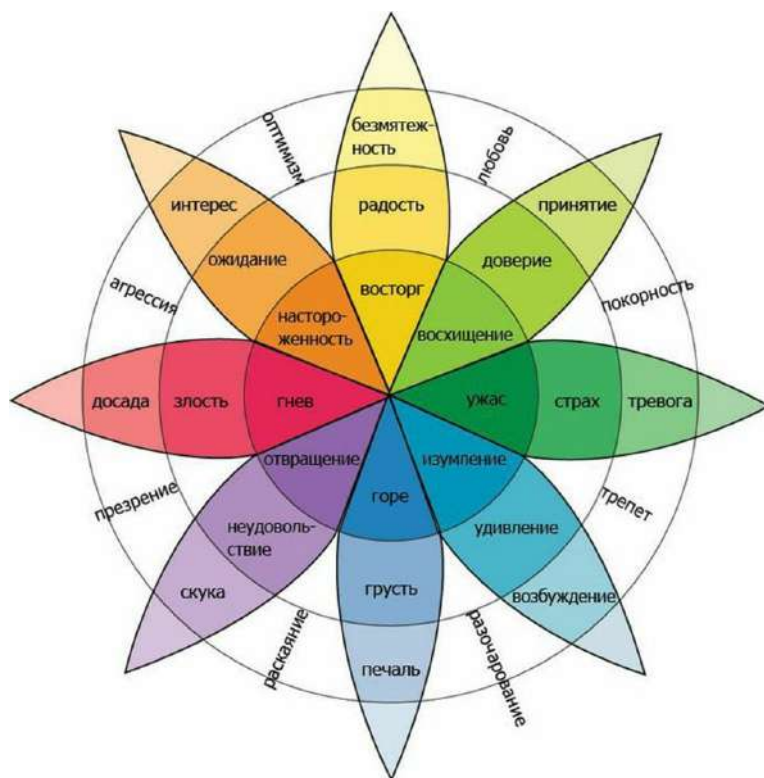 безмятеж-
ность
оптимизм
любовь
интерес
радость
принятие
ожидание
доверие
агрессия
покорность
восторг
насторо-
женность
восхищение
досада
злость
гнев
ужас
страх
тревога
отвращение
изумление
презрение
трепет
горе
неудоволь-
ствие
удивление
скука
грусть
возбуждение
раскаяние
печаль
разочарование